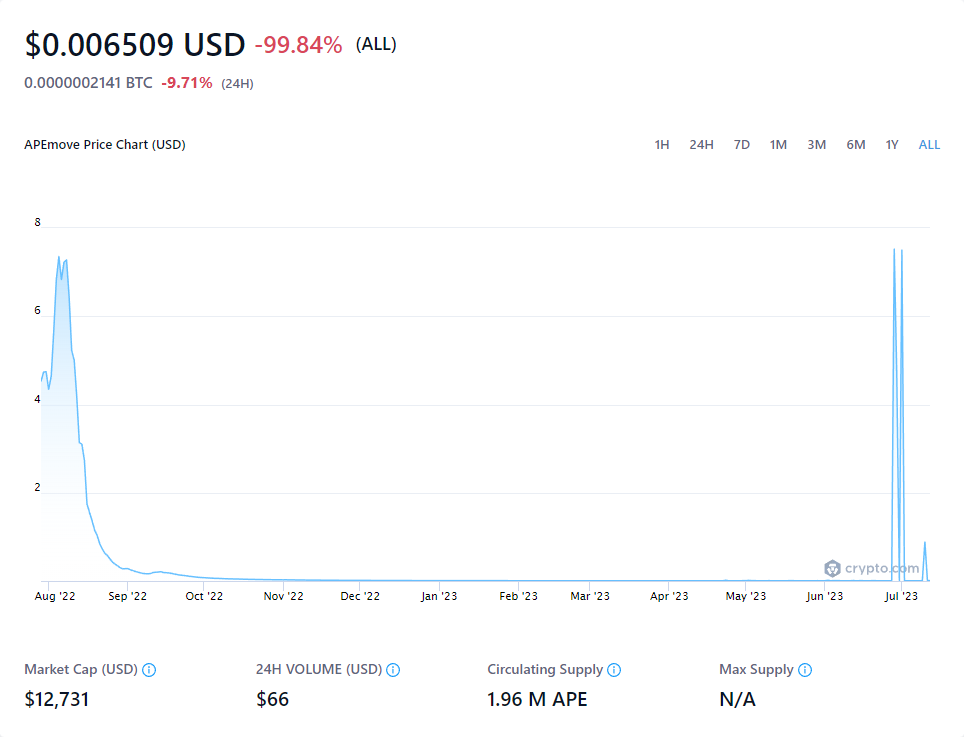 $0.006509 USD -99.84% (ALL)
0.0000002141 BTC -9.71% (24H)
APEmove Price Chart (USD) 1H 24H 7D 1M 3M 6M 1Y ALL
8
6
4
2
crypto.com
Aug '22 Sep '22 Oct '22 Nov '22 Dec '22 Jan '23 Feb '23 Mar '23 Apr '23 May '23 Jun '23 Jul '23
Market Cap (USD) 24H VOLUME (USD) Circulating Supply Max Supply
$12,731 $66 1.96 M APE N/A